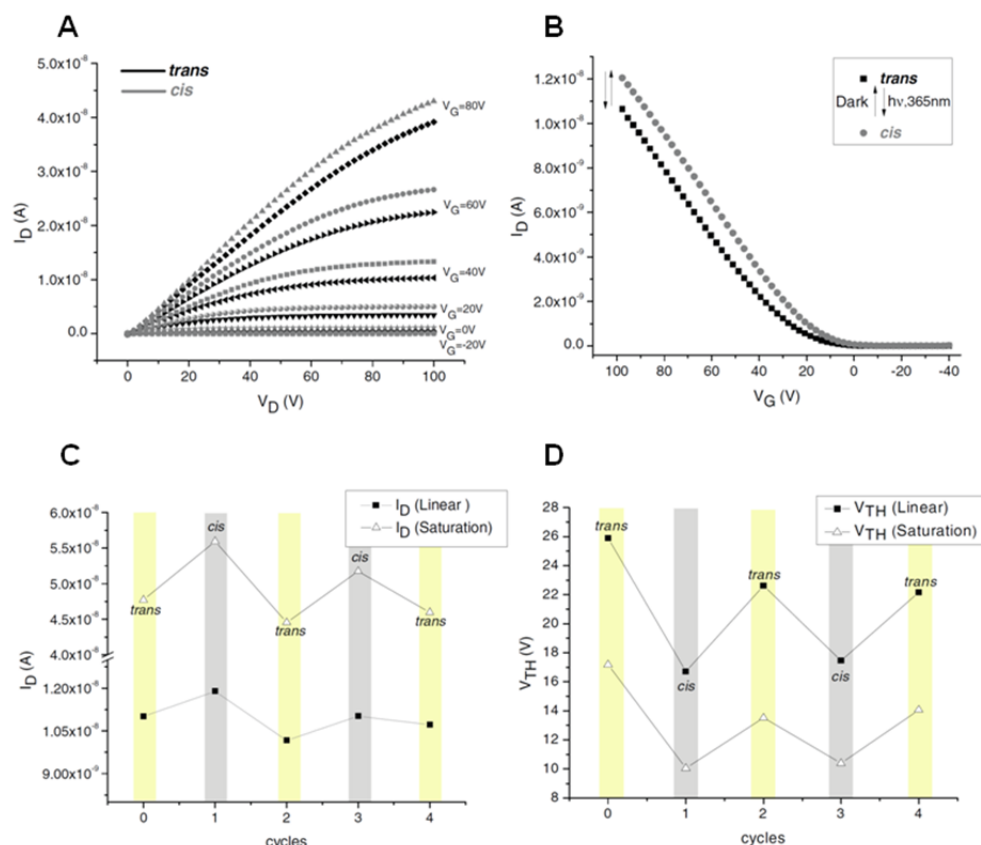 A
trans
cis
5.0x10⁻⁸
4.0x10⁻⁸
3.0x10⁻⁸
2.0x10⁻⁸
1.0x10⁻⁸
0.0
I_D (A)
V_G=80V
V_G=60V
V_G=40V
V_G=20V
V_G=0V
V_G=-20V
0 20 40 60 80 100
V_D (V)
B
1.2x10⁻⁸
1.0x10⁻⁸
8.0x10⁻⁹
6.0x10⁻⁹
4.0x10⁻⁹
2.0x10⁻⁹
0.0
I_D (A)
trans
Dark hν,365nm
cis
100 80 60 40 20 0 -20 -40
V_G (V)
C
6.0x10⁻⁸
5.5x10⁻⁸
5.0x10⁻⁸
4.5x10⁻⁸
4.0x10⁻⁸
1.20x10⁻⁸
1.05x10⁻⁸
9.00x10⁻⁹
I_D (A)
I_D (Linear )
I_D (Saturation)
trans
cis
trans
cis
trans
0 1 2 3 4
cycles
D
28
26
24
22
20
18
16
14
12
10
8
V_TH (V)
V_TH (Linear)
V_TH (Saturation)
trans
cis
trans
cis
trans
0 1 2 3 4
cycles